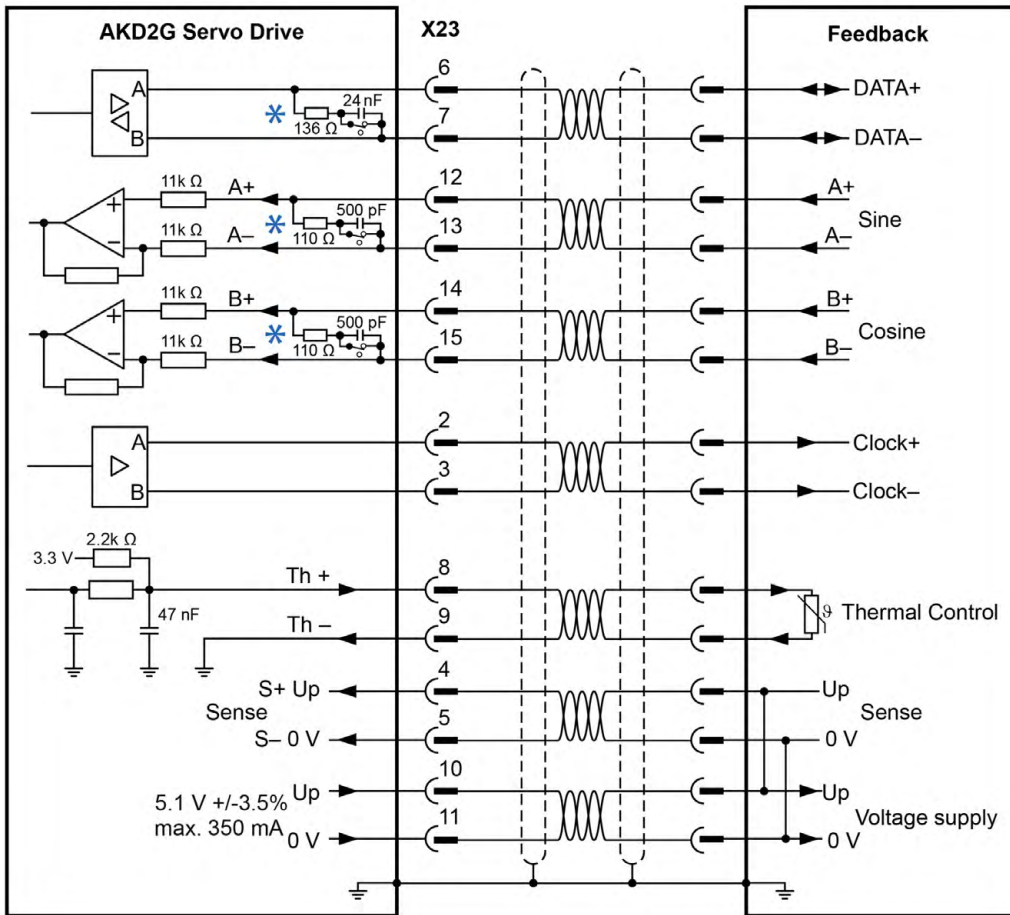 AKD2G Servo Drive
X23
Feedback
A
B
*
136 Ω
24 nF
6
7
DATA+
DATA–
11k Ω
11k Ω
+
–
A+
A–
*
110 Ω
500 pF
12
13
A+
Sine
A–
11k Ω
11k Ω
+
–
B+
B–
*
110 Ω
500 pF
14
15
B+
Cosine
B–
A
B
2
3
Clock+
Clock–
3.3 V
2.2k Ω
47 nF
Th +
Th –
8
9
ϑ Thermal Control
S+ Up
Sense
S– 0 V
4
5
Up
Sense
0 V
5.1 V +/-3.5%
max. 350 mA
Up
0 V
10
11
Up
Voltage supply
0 V